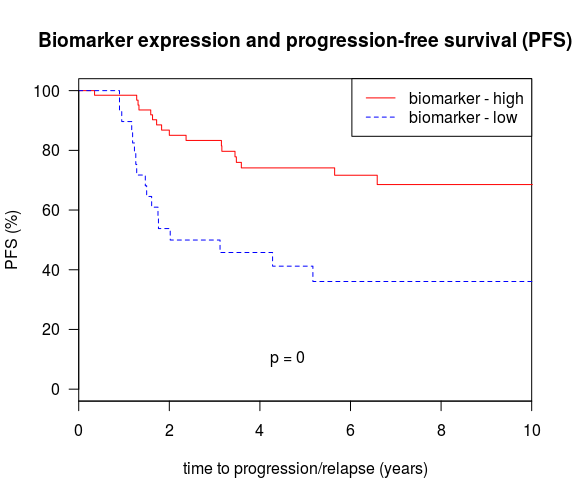 Biomarker expression and progression-free survival (PFS)
biomarker - high
biomarker - low
100
80
60
40
20
0
PFS (%)
p = 0
0 2 4 6 8 10
time to progression/relapse (years)